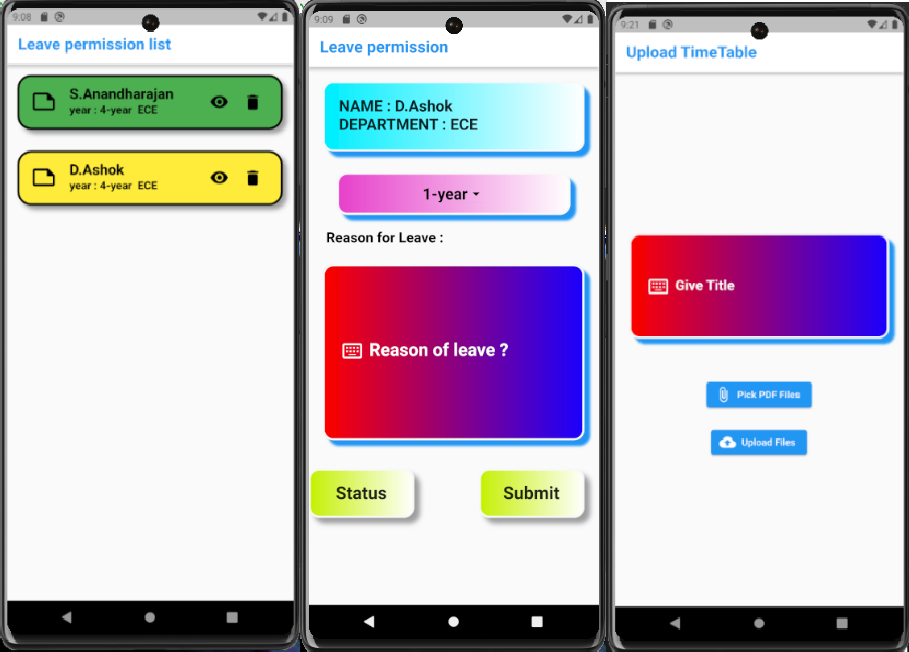 9:08
Leave permission list
S.Anandharajan
year : 4-year ECE
D.Ashok
year : 4-year ECE
9:09
Leave permission
NAME : D.Ashok
DEPARTMENT : ECE
1-year
Reason for Leave :
Reason of leave ?
Status
Submit
9:21
Upload TimeTable
Give Title
Pick PDF Files
Upload Files